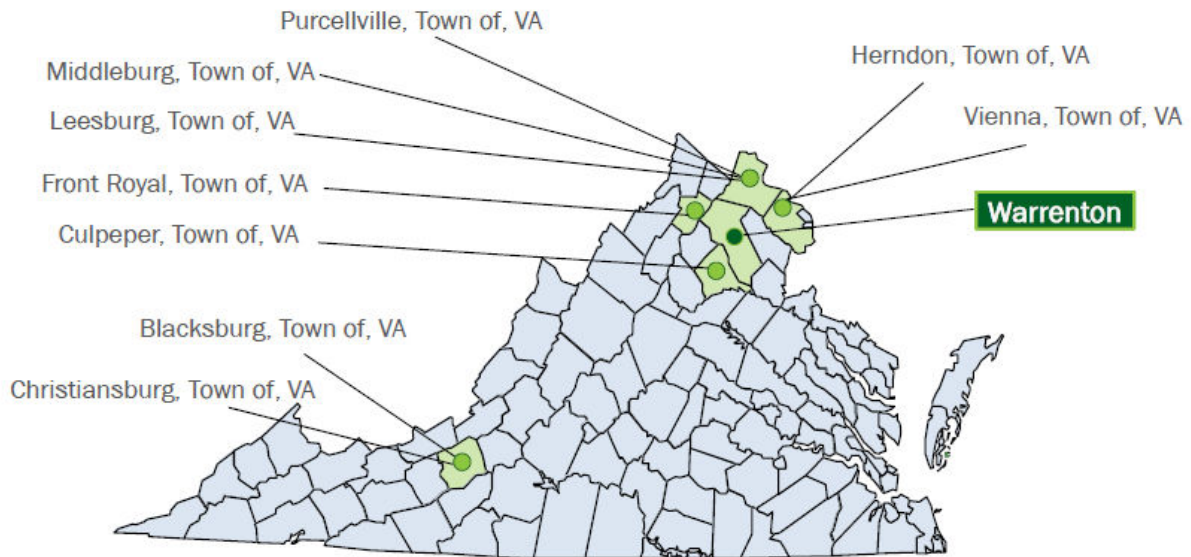 Purcellville, Town of, VA
Herndon, Town of, VA
Middleburg, Town of, VA
Vienna, Town of, VA
Leesburg, Town of, VA
Front Royal, Town of, VA
Warrenton
Culpeper, Town of, VA
Blacksburg, Town of, VA
Christiansburg, Town of, VA